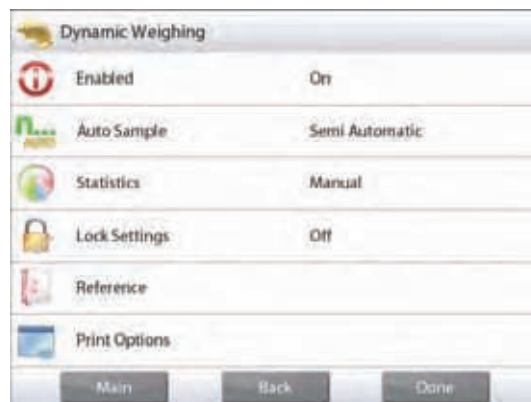 Dynamic Weighing
Enabled On
Auto Sample Semi Automatic
Statistics Manual
Lock Settings Off
Reference
Print Options
Main Back Done